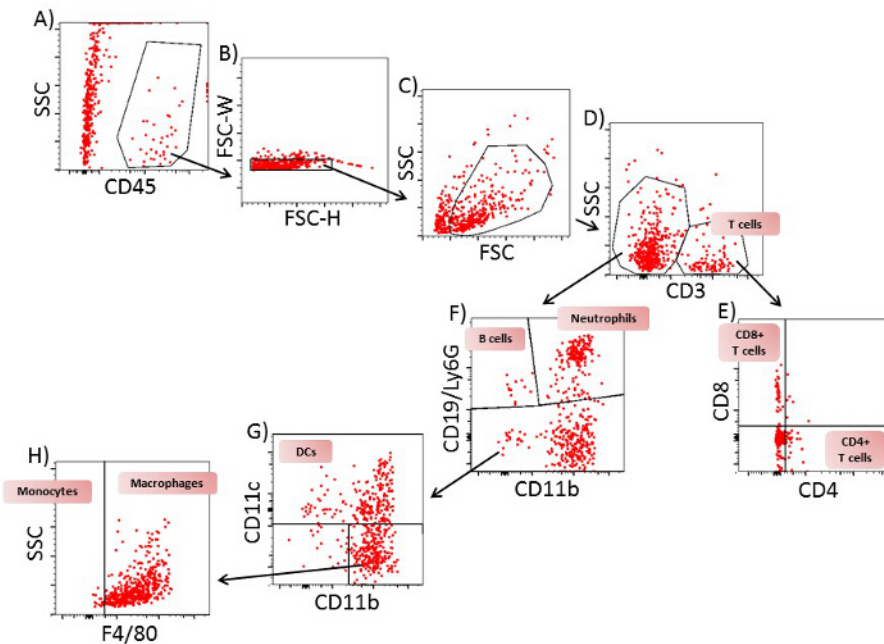 A)
SSC
CD45
B)
FSC-W
FSC-H
C)
SSC
FSC
D)
SSC
T cells
CD3
E)
CD8+
T cells
CD8
CD4+
T cells
CD4
F)
B cells
Neutrophils
CD19/Ly6G
CD11b
G)
DCs
CD11c
CD11b
H)
Monocytes
Macrophages
SSC
F4/80